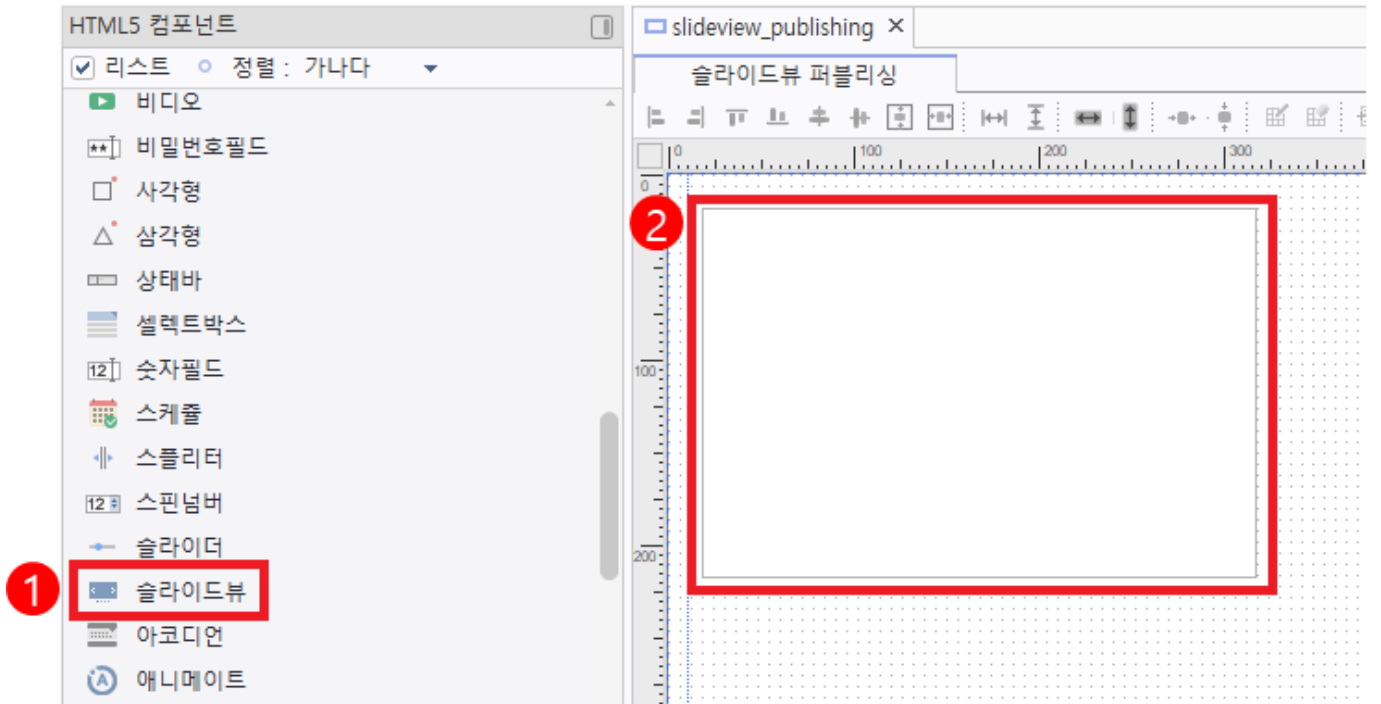 HTML5 컴포넌트
리스트 정렬 : 가나다
비디오
비밀번호필드
사각형
삼각형
상태바
셀렉트박스
12 숫자필드
스케쥴
스플리터
12 스핀넘버
슬라이더
1 슬라이드뷰
아코디언
A 애니메이트
slideview_publishing
슬라이드뷰 퍼블리싱
0 100 200 300
0
2
100
200